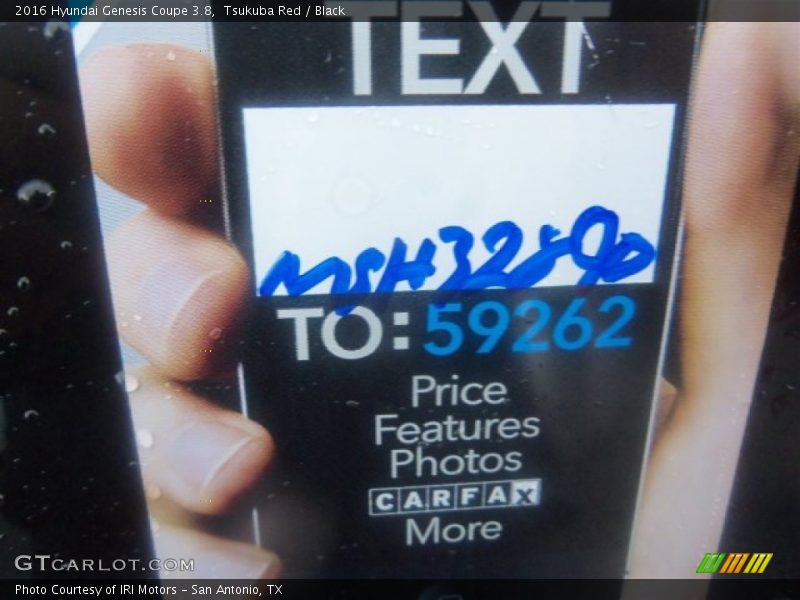 2016 Hyundai Genesis Coupe 3.8,  Tsukuba Red / Black
TEXT
TO: 59262
Price
Features
Photos
CARFAX
More
GTCARLOT.COM
Photo Courtesy of IRI Motors – San Antonio, TX